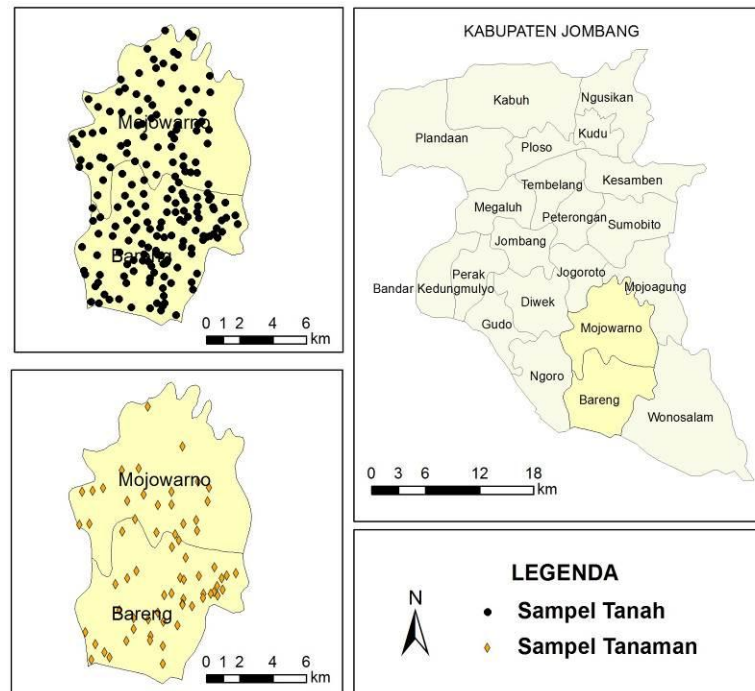 Mojowarno
Bareng
0 1 2 4 6
km
Mojowarno
Bareng
0 1 2 4 6
km
KABUPATEN JOMBANG
Kabuh
Ngusikan
Plandaan
Kudu
Ploso
Tembelang
Kesamben
Megaluh
Peterongan
Sumobito
Jombang
Perak
Jogoroto
Bandar Kedungmulyo
Mojoagung
Diwek
Gudo
Mojowarno
Ngoro
Bareng
Wonosalam
0 3 6 12 18
km
N
LEGENDA
Sampel Tanah
Sampel Tanaman